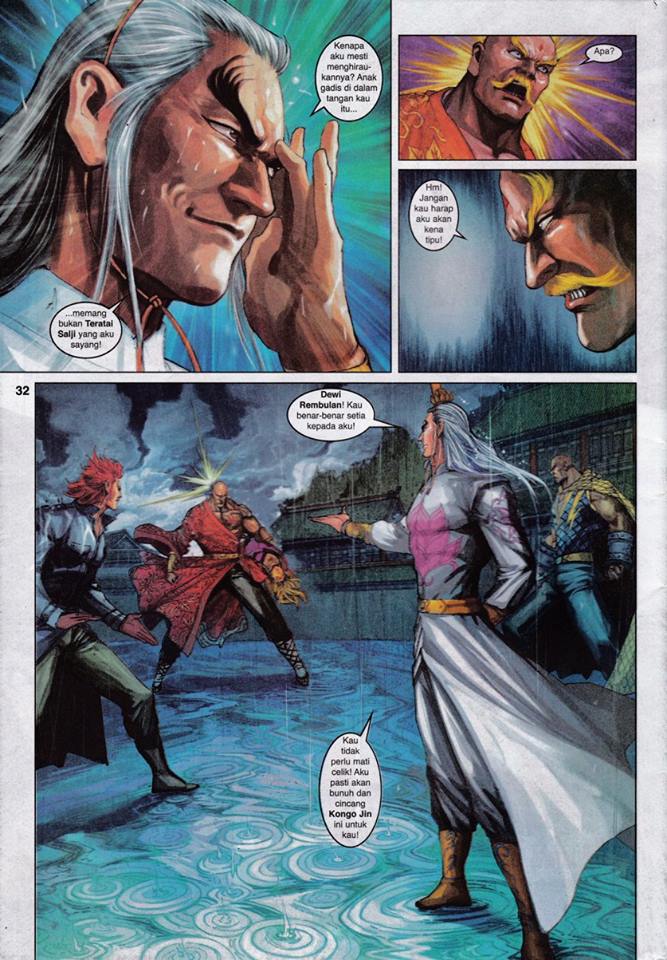 Kenapa
aku mesti
menghirau-
kannya? Anak
gadis di dalam
tangan kau
itu...
...memang
bukan Teratai
Salji yang aku
sayang!
Apa?
Hm!
Jangan
kau harap
aku akan
kena
tipu!
32
Dewi
Rembulan! Kau
benar-benar setia
kepada aku!
Kau
tidak
perlu mati
celik! Aku
pasti akan
bunuh dan
cincang
Kongo Jin
ini untuk
kau!